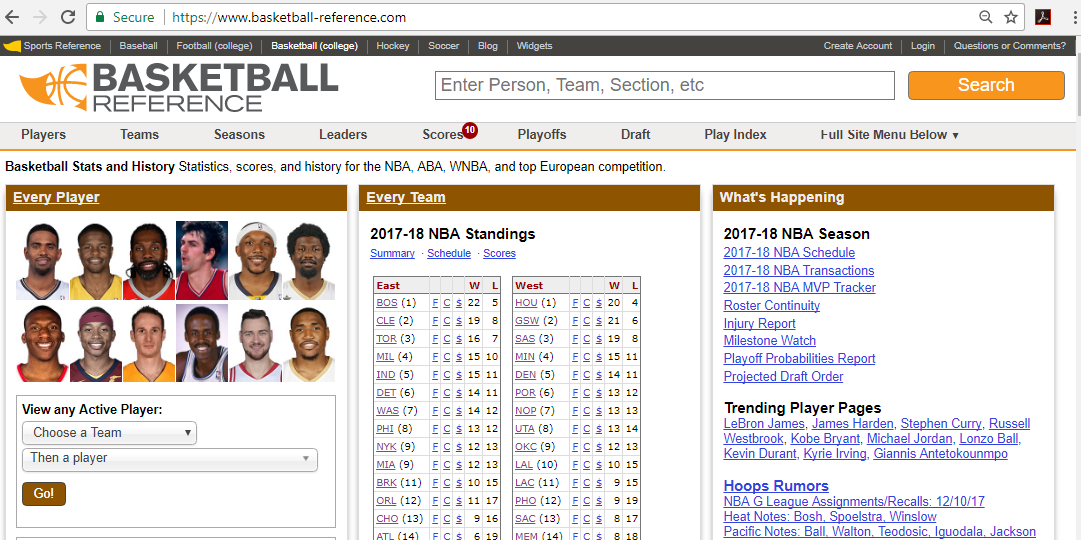 Secure https://www.basketball-reference.com
Sports Reference Baseball Football (college) Basketball (college) Hockey Soccer Blog Widgets Create Account Login Questions or Comments?
BASKETBALL
REFERENCE
Enter Person, Team, Section, etc
Search
Players Teams Seasons Leaders Scores 10 Playoffs Draft Play Index Full Site Menu Below ▼
Basketball Stats and History Statistics, scores, and history for the NBA, ABA, WNBA, and top European competition.
Every Player
View any Active Player:
Choose a Team
Then a player
Go!
Every Team
2017-18 NBA Standings
Summary · Schedule · Scores
East W L
BOS (1) F C $ 22 5
CLE (2) F C $ 19 8
TOR (3) F C $ 16 7
MIL (4) F C $ 15 10
IND (5) F C $ 15 11
DET (6) F C $ 14 11
WAS (7) F C $ 14 12
PHI (8) F C $ 13 12
NYK (9) F C $ 12 13
MIA (9) F C $ 12 13
BRK (11) F C $ 10 15
ORL (12) F C $ 11 17
CHO (13) F C $ 9 16
ATL (14) F C $ 6 19
West W L
HOU (1) F C $ 20 4
GSW (2) F C $ 21 6
SAS (3) F C $ 19 8
MIN (4) F C $ 15 11
DEN (5) F C $ 14 11
POR (6) F C $ 13 12
NOP (7) F C $ 13 13
UTA (8) F C $ 13 14
OKC (9) F C $ 12 13
LAL (10) F C $ 10 15
LAC (11) F C $ 9 15
PHO (12) F C $ 9 19
SAC (13) F C $ 8 17
MEM (14) F C $ 8 18
What's Happening
2017-18 NBA Season
2017-18 NBA Schedule
2017-18 NBA Transactions
2017-18 NBA MVP Tracker
Roster Continuity
Injury Report
Milestone Watch
Playoff Probabilities Report
Projected Draft Order
Trending Player Pages
LeBron James, James Harden, Stephen Curry, Russell
Westbrook, Kobe Bryant, Michael Jordan, Lonzo Ball,
Kevin Durant, Kyrie Irving, Giannis Antetokounmpo
Hoops Rumors
NBA G League Assignments/Recalls: 12/10/17
Heat Notes: Bosh, Spoelstra, Winslow
Pacific Notes: Ball, Walton, Teodosic, Iguodala, Jackson